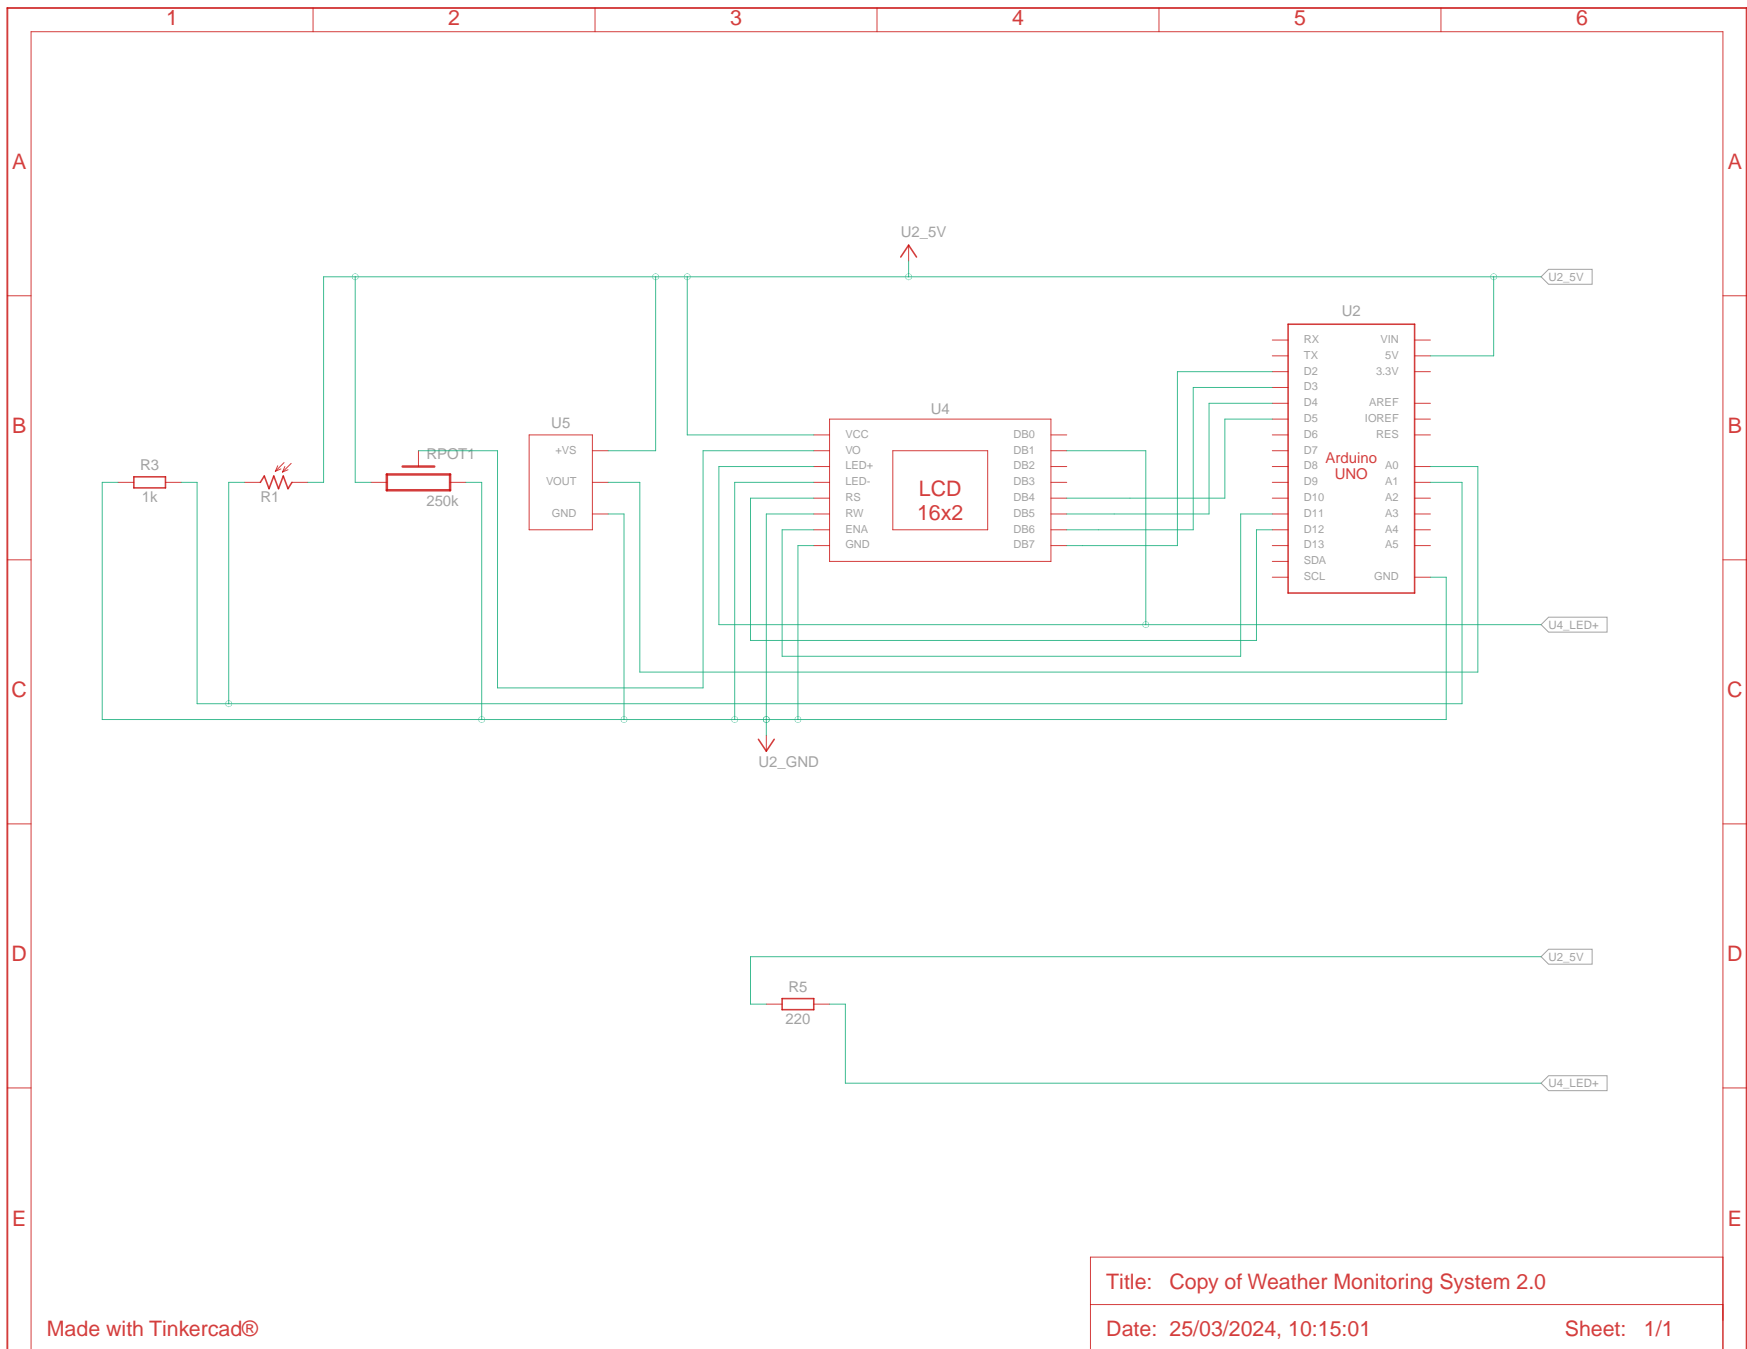 1 2 3 4 5 6
A A
U2_5V
U2_5V
B B
R3
1k
R1
RPOT1
250k
U5
+VS
VOUT
GND
U4
VCC DB0
VO DB1
LED+ DB2
LED- DB3
RS DB4
RW DB5
ENA DB6
GND DB7
LCD
16x2
U2
RX VIN
TX 5V
D2 3.3V
D3
D4 AREF
D5 IOREF
D6 RES
D7
D8 A0
D9 A1
D10 A2
D11 A3
D12 A4
D13 A5
SDA
SCL GND
Arduino
UNO
U4_LED+
C C
U2_GND
D D
U2_5V
R5
220
U4_LED+
E E
Title: Copy of Weather Monitoring System 2.0
Made with Tinkercad®
Date: 25/03/2024, 10:15:01 Sheet: 1/1